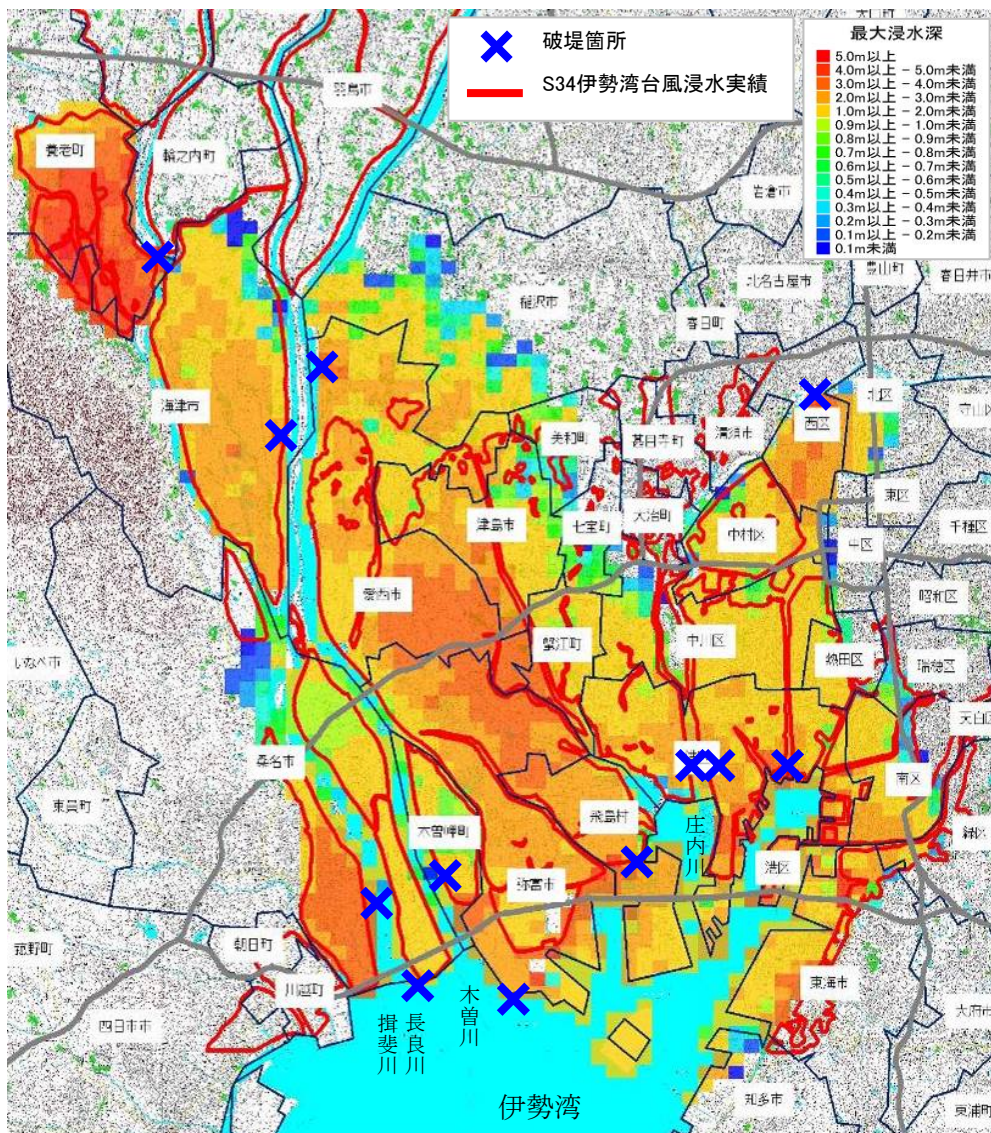 破堤箇所
S34伊勢湾台風浸水実績
最大浸水深
5.0m以上
4.0m以上－5.0m未満
3.0m以上－4.0m未満
2.0m以上－3.0m未満
1.0m以上－2.0m未満
0.9m以上－1.0m未満
0.8m以上－0.9m未満
0.7m以上－0.8m未満
0.6m以上－0.7m未満
0.5m以上－0.6m未満
0.4m以上－0.5m未満
0.3m以上－0.4m未満
0.2m以上－0.3m未満
0.1m以上－0.2m未満
0.1m未満
羽島市
養老町
輪之内町
岩倉市
豊山町
春日井市
北名古屋市
稲沢市
春日町
北区
守山区
西区
海津市
美和町
甚目寺町
清須市
東区
津島市
七宝町
大治町
中村区
中区
千種区
愛西市
昭和区
蟹江町
中川区
熱田区
瑞穂区
いなべ市
天白区
桑名市
南区
東員町
飛島村
緑区
木曽岬町
庄内川
港区
弥富市
菰野町
朝日町
川越町
東海市
木曽川
長良川
揖斐川
四日市市
大府市
伊勢湾
知多市
東浦町